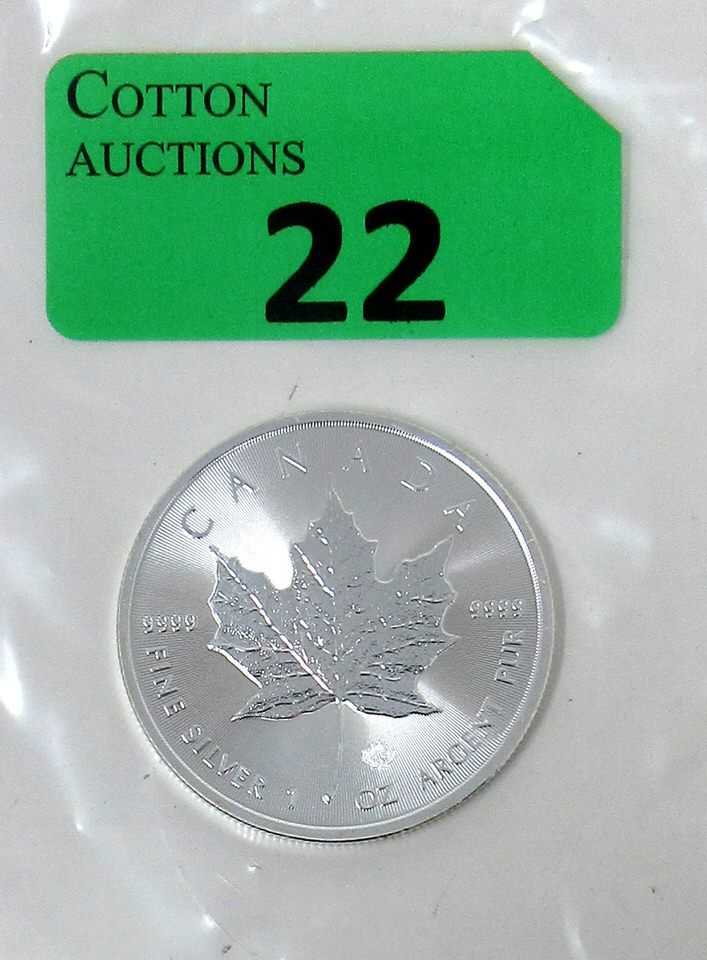 COTTON
AUCTIONS
22
CANADA
9999 9999
FINE SILVER 1 OZ ARGENT PUR